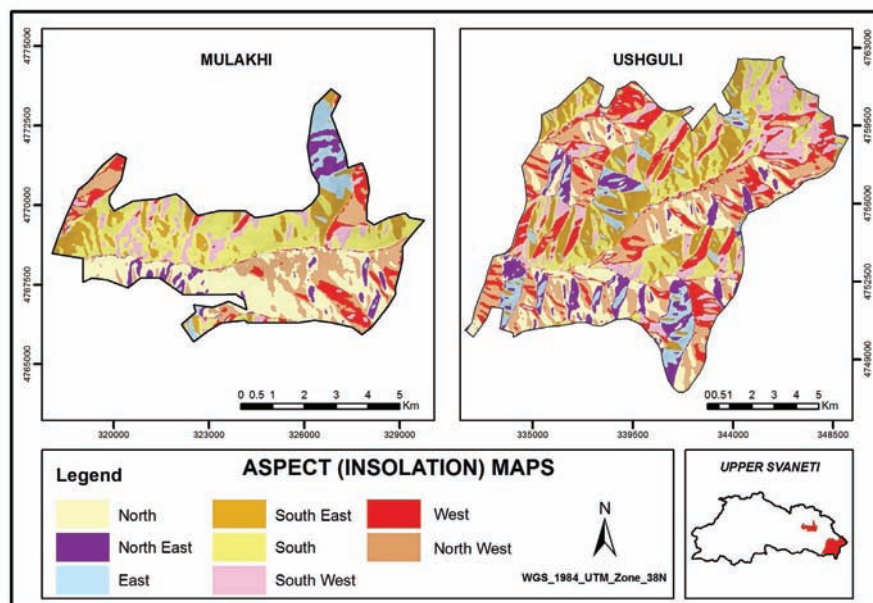 MULAKHI
4775000
4772500
4770000
4767500
4765000
0 0.5 1 2 3 4 5
Km
320000 323000 326000 329000
USHGULI
4763000
4759500
4756000
4752500
4749000
0 0.51 2 3 4 5
Km
335000 339500 344000 348500
ASPECT (INSOLATION) MAPS
Legend
North
North East
East
South East
South
South West
West
North West
N
WGS_1984_UTM_Zone_38N
UPPER SVANETI